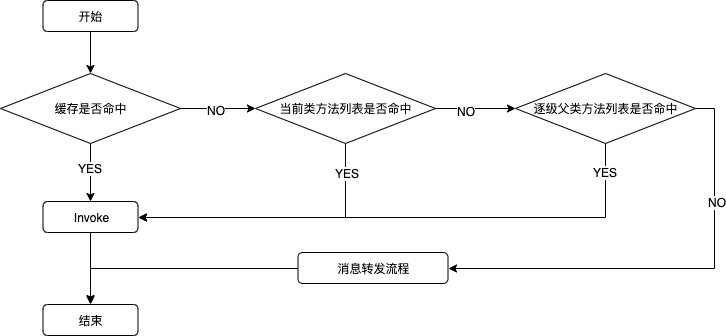 开始
缓存是否命中
NO
当前类方法列表是否命中
NO
逐级父类方法列表是否命中
YES
YES
YES
NO
Invoke
消息转发流程
结束